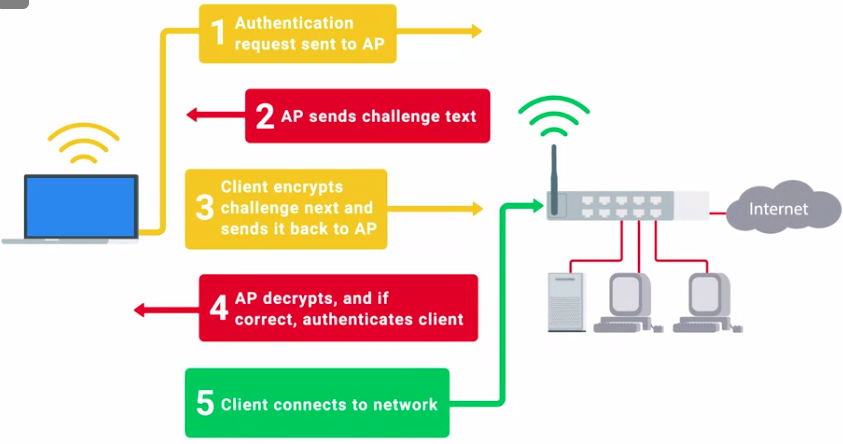 1 Authentication
request sent to AP
2 AP sends challenge text
3 Client encrypts
challenge next and
sends it back to AP
Internet
4 AP decrypts, and if
correct, authenticates client
5 Client connects to network